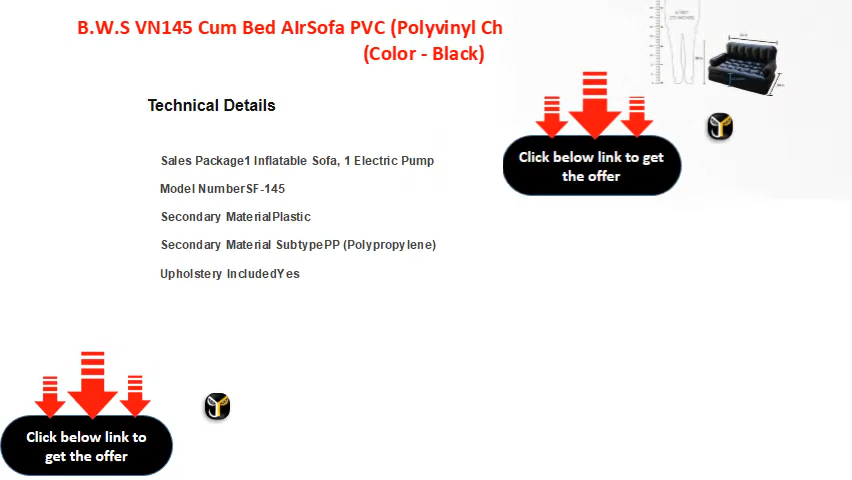 B.W.S VN145 Cum Bed AIrSofa PVC (Polyvinyl Ch
(Color - Black)
Technical Details
Click below link to get
the offer
Sales Package1 Inflatable Sofa, 1 Electric Pump
Model NumberSF-145
Secondary MaterialPlastic
Secondary Material SubtypePP (Polypropylene)
Upholstery IncludedYes
Click below link to
get the offer